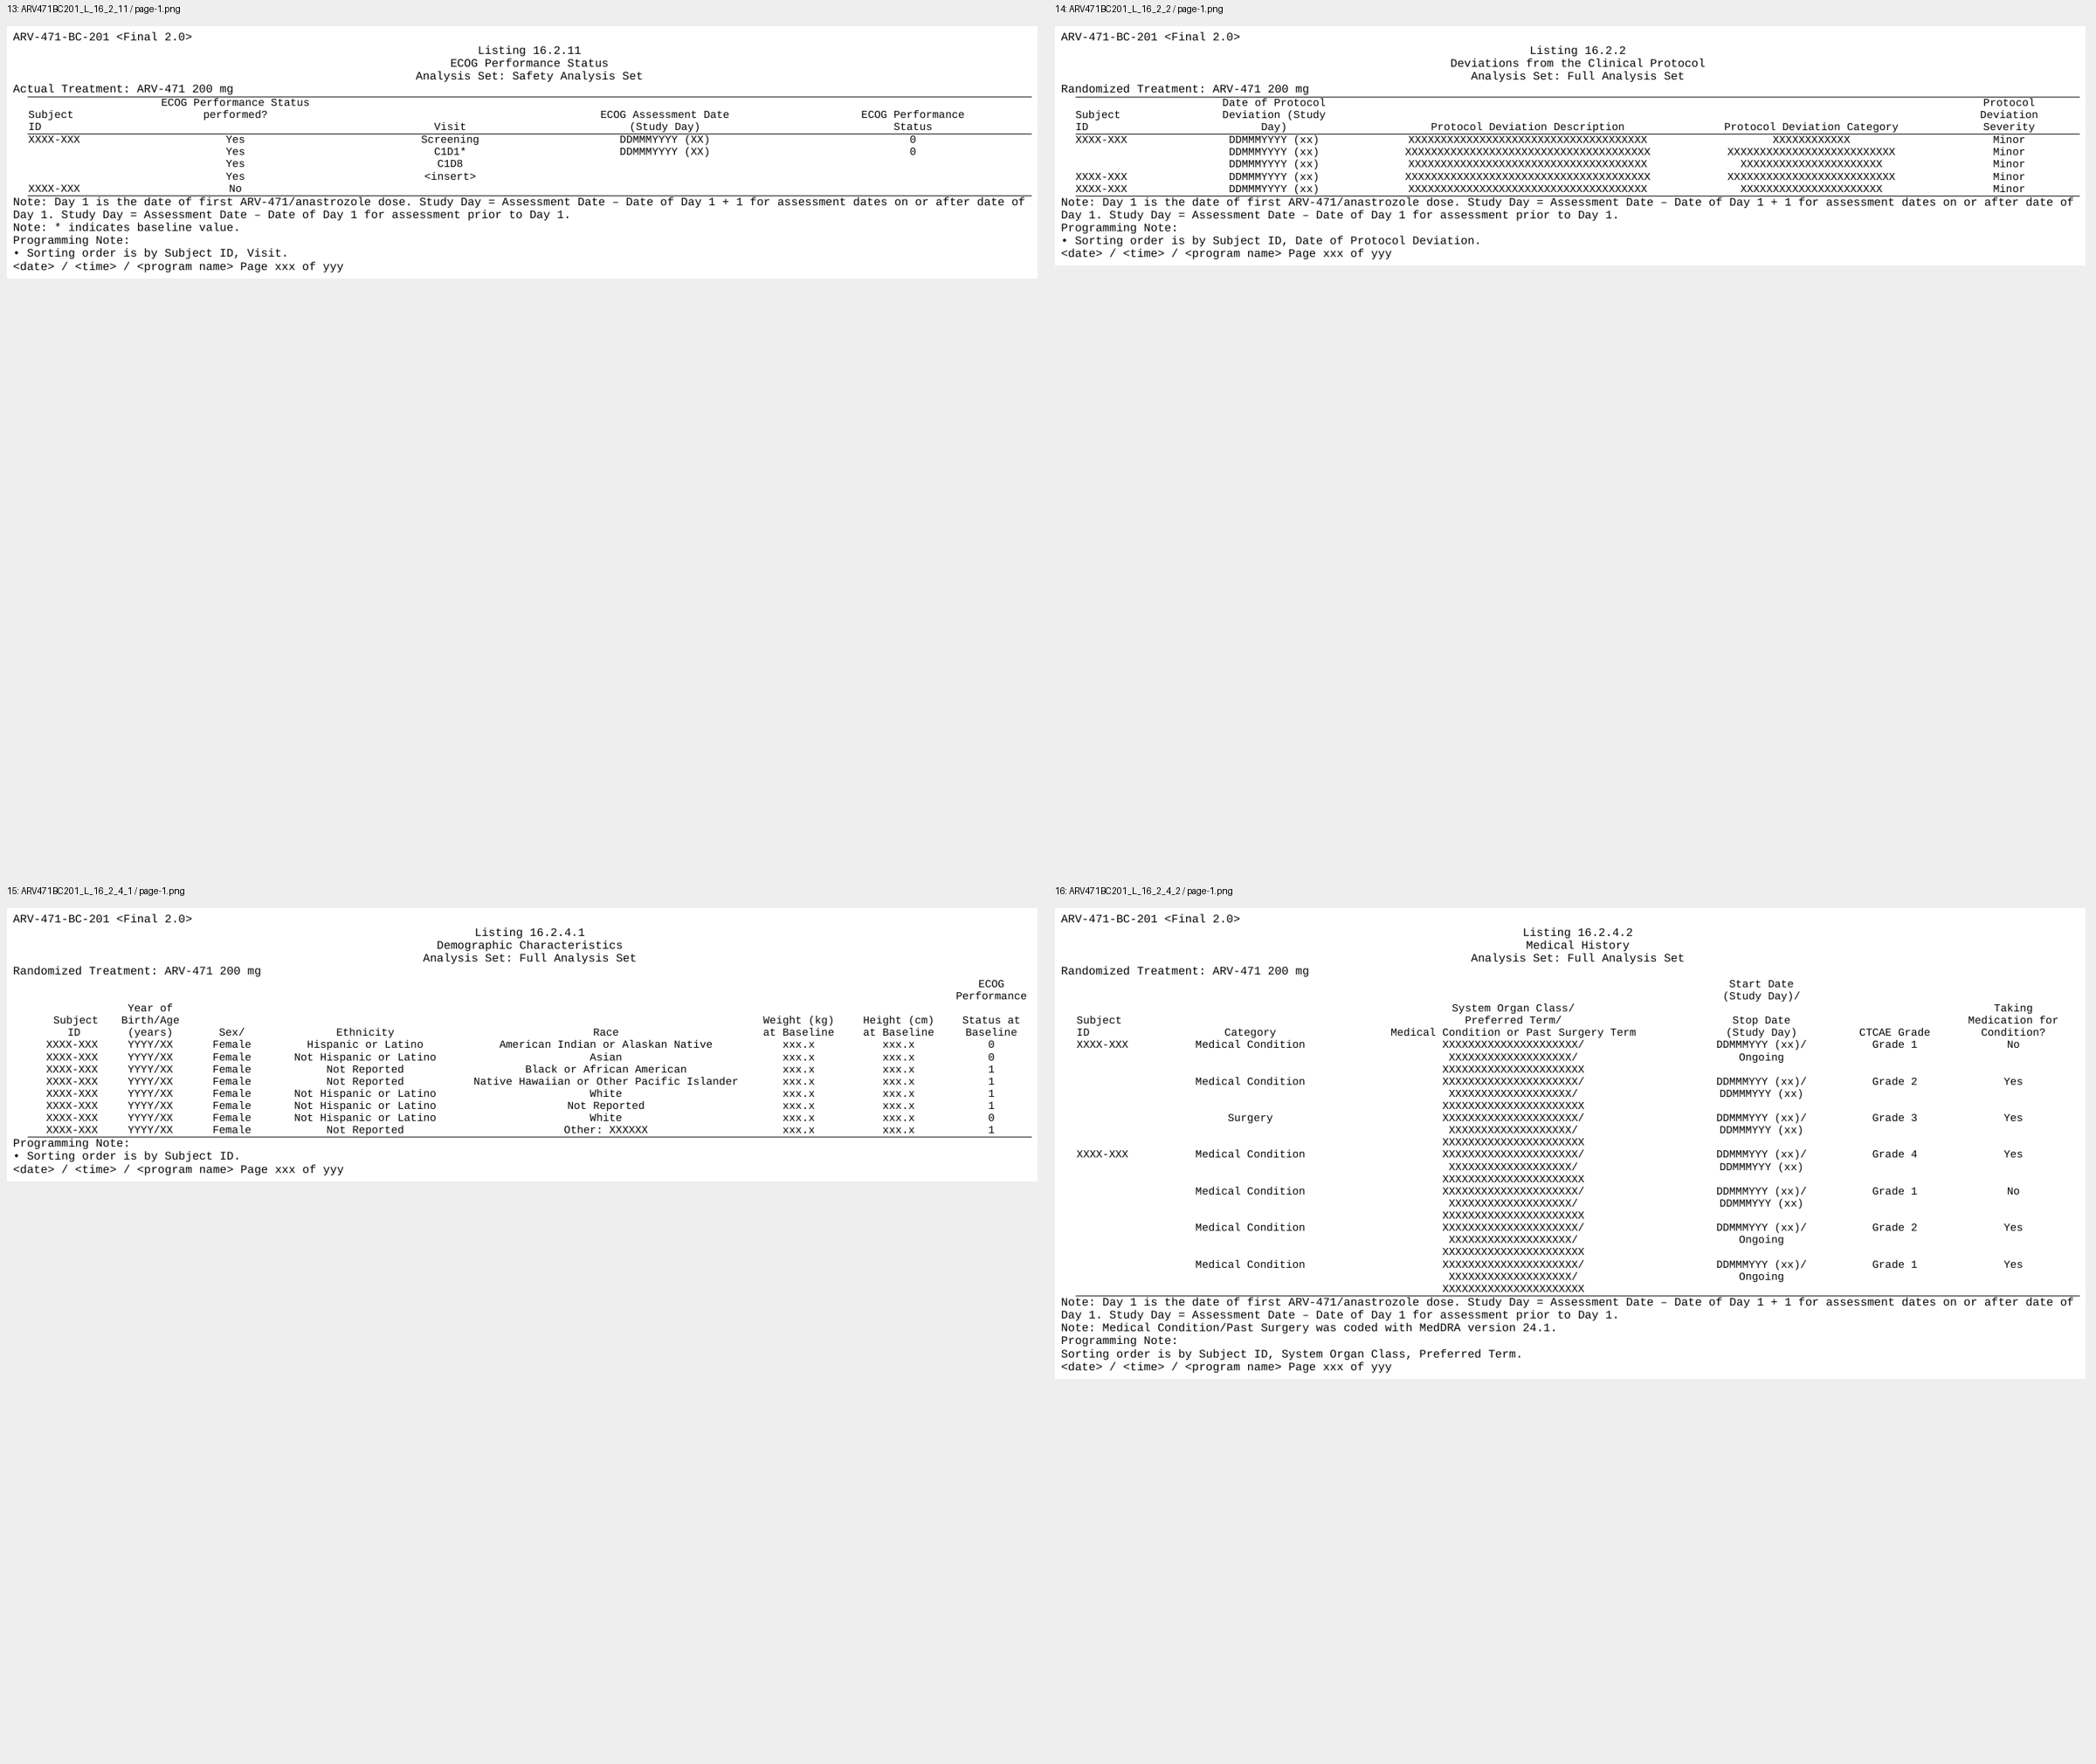 13: ARV471BC201_L_16_2_11 / page-1.png
ARV-471-BC-201 <Final 2.0>
Listing 16.2.11
ECOG Performance Status
Analysis Set: Safety Analysis Set
Actual Treatment: ARV-471 200 mg
ECOG Performance Status
Subject performed? ECOG Assessment Date ECOG Performance
ID Visit (Study Day) Status
XXXX-XXX Yes Screening DDMMMYYYY (XX) 0
Yes C1D1* DDMMMYYYY (XX) 0
Yes C1D8
Yes <insert>
XXXX-XXX No
Note: Day 1 is the date of first ARV-471/anastrozole dose. Study Day = Assessment Date – Date of Day 1 + 1 for assessment dates on or after date of
Day 1. Study Day = Assessment Date – Date of Day 1 for assessment prior to Day 1.
Note: * indicates baseline value.
Programming Note:
• Sorting order is by Subject ID, Visit.
<date> / <time> / <program name> Page xxx of yyy
14: ARV471BC201_L_16_2_2 / page-1.png
ARV-471-BC-201 <Final 2.0>
Listing 16.2.2
Deviations from the Clinical Protocol
Analysis Set: Full Analysis Set
Randomized Treatment: ARV-471 200 mg
Date of Protocol Protocol
Subject Deviation (Study Deviation
ID Day) Protocol Deviation Description Protocol Deviation Category Severity
XXXX-XXX DDMMMYYYY (xx) XXXXXXXXXXXXXXXXXXXXXXXXXXXXXXXXXXXXX XXXXXXXXXXXX Minor
DDMMMYYYY (xx) XXXXXXXXXXXXXXXXXXXXXXXXXXXXXXXXXXXXXX XXXXXXXXXXXXXXXXXXXXXXXXXX Minor
DDMMMYYYY (xx) XXXXXXXXXXXXXXXXXXXXXXXXXXXXXXXXXXXXX XXXXXXXXXXXXXXXXXXXXXX Minor
XXXX-XXX DDMMMYYYY (xx) XXXXXXXXXXXXXXXXXXXXXXXXXXXXXXXXXXXXXX XXXXXXXXXXXXXXXXXXXXXXXXXX Minor
XXXX-XXX DDMMMYYYY (xx) XXXXXXXXXXXXXXXXXXXXXXXXXXXXXXXXXXXXX XXXXXXXXXXXXXXXXXXXXXX Minor
Note: Day 1 is the date of first ARV-471/anastrozole dose. Study Day = Assessment Date – Date of Day 1 + 1 for assessment dates on or after date of
Day 1. Study Day = Assessment Date – Date of Day 1 for assessment prior to Day 1.
Programming Note:
• Sorting order is by Subject ID, Date of Protocol Deviation.
<date> / <time> / <program name> Page xxx of yyy
15: ARV471BC201_L_16_2_4_1 / page-1.png
ARV-471-BC-201 <Final 2.0>
Listing 16.2.4.1
Demographic Characteristics
Analysis Set: Full Analysis Set
Randomized Treatment: ARV-471 200 mg
ECOG
Performance
Year of
Subject Birth/Age Weight (kg) Height (cm) Status at
ID (years) Sex/ Ethnicity Race at Baseline at Baseline Baseline
XXXX-XXX YYYY/XX Female Hispanic or Latino American Indian or Alaskan Native xxx.x xxx.x 0
XXXX-XXX YYYY/XX Female Not Hispanic or Latino Asian xxx.x xxx.x 0
XXXX-XXX YYYY/XX Female Not Reported Black or African American xxx.x xxx.x 1
XXXX-XXX YYYY/XX Female Not Reported Native Hawaiian or Other Pacific Islander xxx.x xxx.x 1
XXXX-XXX YYYY/XX Female Not Hispanic or Latino White xxx.x xxx.x 1
XXXX-XXX YYYY/XX Female Not Hispanic or Latino Not Reported xxx.x xxx.x 1
XXXX-XXX YYYY/XX Female Not Hispanic or Latino White xxx.x xxx.x 0
XXXX-XXX YYYY/XX Female Not Reported Other: XXXXXX xxx.x xxx.x 1
Programming Note:
• Sorting order is by Subject ID.
<date> / <time> / <program name> Page xxx of yyy
16: ARV471BC201_L_16_2_4_2 / page-1.png
ARV-471-BC-201 <Final 2.0>
Listing 16.2.4.2
Medical History
Analysis Set: Full Analysis Set
Randomized Treatment: ARV-471 200 mg
Start Date
(Study Day)/
System Organ Class/ Taking
Subject Preferred Term/ Stop Date Medication for
ID Category Medical Condition or Past Surgery Term (Study Day) CTCAE Grade Condition?
XXXX-XXX Medical Condition XXXXXXXXXXXXXXXXXXXXX/ DDMMMYYY (xx)/ Grade 1 No
XXXXXXXXXXXXXXXXXXX/ Ongoing
XXXXXXXXXXXXXXXXXXXXXX
Medical Condition XXXXXXXXXXXXXXXXXXXXX/ DDMMMYYY (xx)/ Grade 2 Yes
XXXXXXXXXXXXXXXXXXX/ DDMMMYYY (xx)
XXXXXXXXXXXXXXXXXXXXXX
Surgery XXXXXXXXXXXXXXXXXXXXX/ DDMMMYYY (xx)/ Grade 3 Yes
XXXXXXXXXXXXXXXXXXX/ DDMMMYYY (xx)
XXXXXXXXXXXXXXXXXXXXXX
XXXX-XXX Medical Condition XXXXXXXXXXXXXXXXXXXXX/ DDMMMYYY (xx)/ Grade 4 Yes
XXXXXXXXXXXXXXXXXXX/ DDMMMYYY (xx)
XXXXXXXXXXXXXXXXXXXXXX
Medical Condition XXXXXXXXXXXXXXXXXXXXX/ DDMMMYYY (xx)/ Grade 1 No
XXXXXXXXXXXXXXXXXXX/ DDMMMYYY (xx)
XXXXXXXXXXXXXXXXXXXXXX
Medical Condition XXXXXXXXXXXXXXXXXXXXX/ DDMMMYYY (xx)/ Grade 2 Yes
XXXXXXXXXXXXXXXXXXX/ Ongoing
XXXXXXXXXXXXXXXXXXXXXX
Medical Condition XXXXXXXXXXXXXXXXXXXXX/ DDMMMYYY (xx)/ Grade 1 Yes
XXXXXXXXXXXXXXXXXXX/ Ongoing
XXXXXXXXXXXXXXXXXXXXXX
Note: Day 1 is the date of first ARV-471/anastrozole dose. Study Day = Assessment Date – Date of Day 1 + 1 for assessment dates on or after date of
Day 1. Study Day = Assessment Date – Date of Day 1 for assessment prior to Day 1.
Note: Medical Condition/Past Surgery was coded with MedDRA version 24.1.
Programming Note:
Sorting order is by Subject ID, System Organ Class, Preferred Term.
<date> / <time> / <program name> Page xxx of yyy